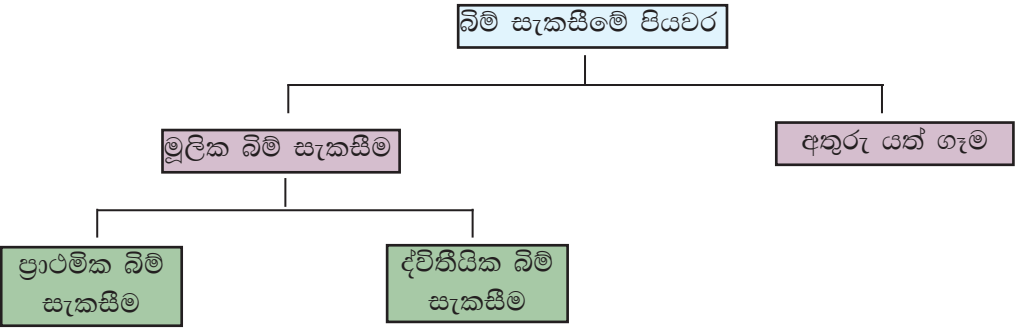 බිම් සැකසීමේ පියවර
මූලික බිම් සැකසීම
අතුරු යත් ගෑම
ප්‍රාථමික බිම්
සැකසීම
ද්විතීයික බිම්
සැකසීම